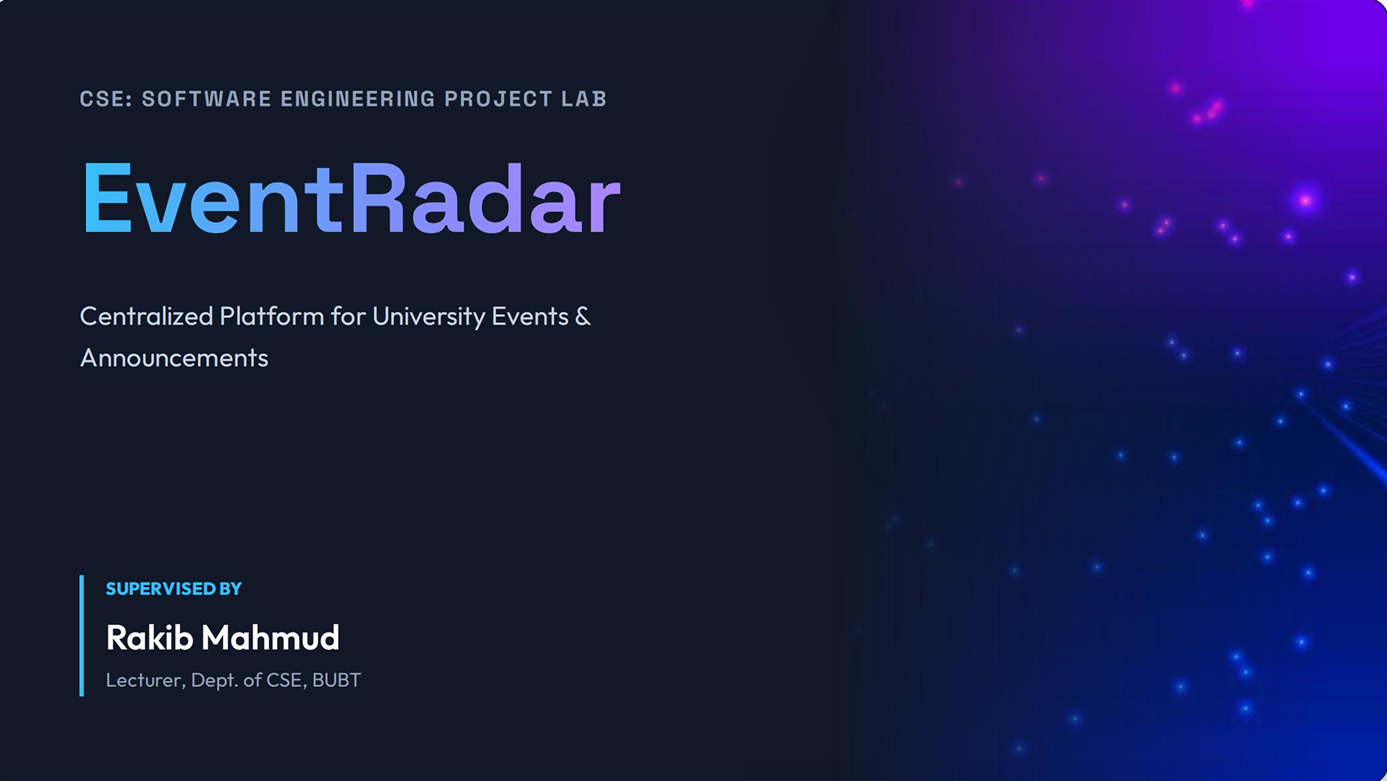 CSE: SOFTWARE ENGINEERING PROJECT LAB
EventRadar
Centralized Platform for University Events &
Announcements
SUPERVISED BY
Rakib Mahmud
Lecturer, Dept. of CSE, BUBT